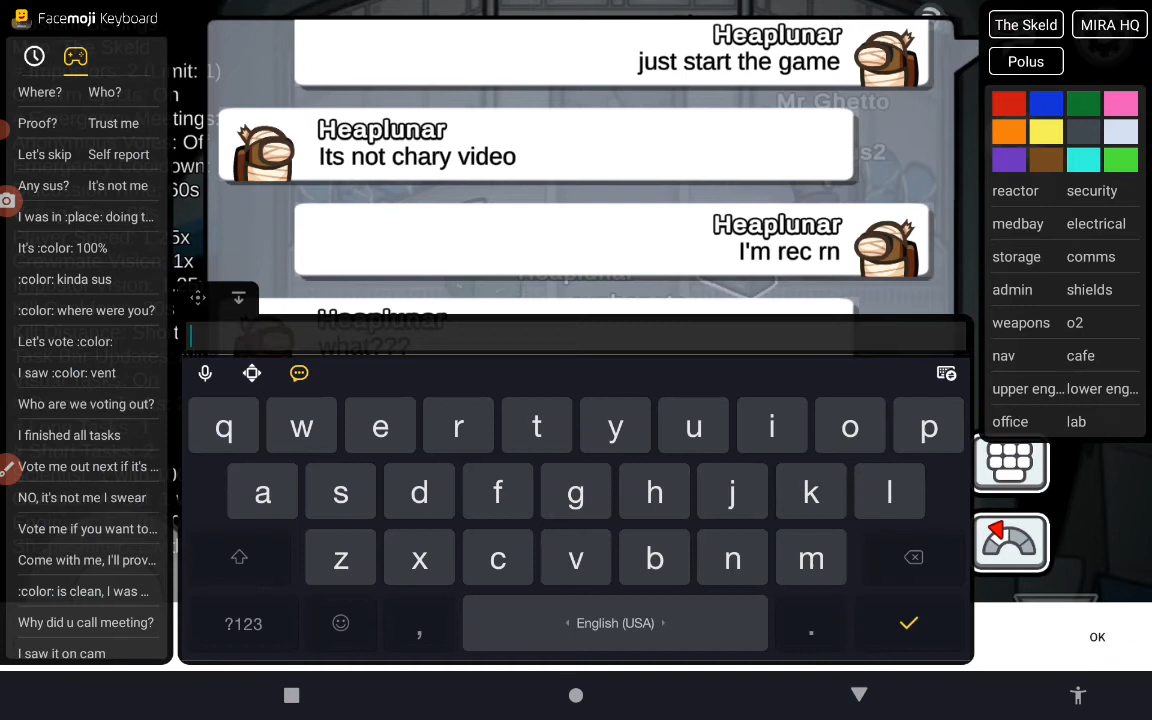 Facemoji Keyboard
Where? Who?
Proof? Trust me
Let's skip Self report
Any sus? It's not me
I was in :place: doing t...
It's :color: 100%
:color: kinda sus
:color: where were you?
Let's vote :color:
I saw :color: vent
Who are we voting out?
I finished all tasks
Vote me out next if it's ...
NO, it's not me I swear
Vote me if you want to...
Come with me, I'll prov...
:color: is clean, I was ...
Why did u call meeting?
I saw it on cam
Heaplunar
just start the game
Mr Ghetto
Heaplunar
Its not chary video
Heaplunar
I'm rec rn
Heaplunar
what???
q w e r t y u i o p
a s d f g h j k l
z x c v b n m
?123 , English (USA) .
The Skeld MIRA HQ
Polus
reactor security
medbay electrical
storage comms
admin shields
weapons o2
nav cafe
upper eng... lower eng...
office lab
OK